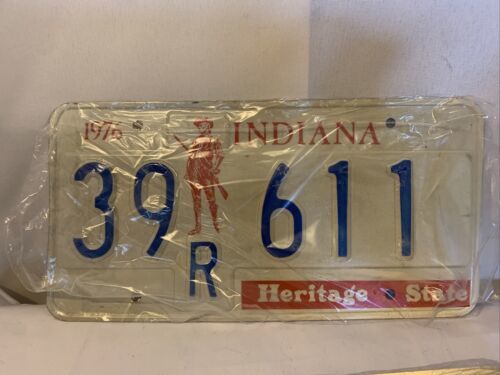 1976 INDIANA
39 R 611
Heritage State